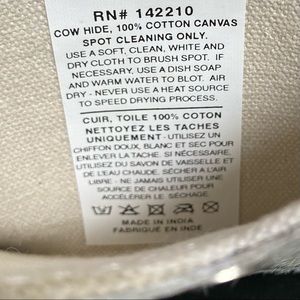 RN# 142210
COW HIDE, 100% COTTON CANVAS
SPOT CLEANING ONLY.
USE A SOFT, CLEAN, WHITE AND
DRY CLOTH TO BRUSH SPOT. IF
NECESSARY, USE A DISH SOAP
AND WARM WATER TO BLOT. AIR
DRY - NEVER USE A HEAT SOURCE
TO SPEED DRYING PROCESS.
CUIR, TOILE 100% COTON
NETTOYEZ LES TACHES
UNIQUEMENT - UTILISEZ UN
CHIFFON DOUX, BLANC ET SEC POUR
ENLEVER LA TACHE. SI NÉCESSAIRE,
UTILISEZ DU SAVON DE VAISSELLE ET
DE L'EAU CHAUDE. SÉCHER À L'AIR
LIBRE - NE JAMAIS UTILISER UNE
SOURCE DE CHALEUR POUR
ACCÉLÉRER LE SÉCHAGE.
MADE IN INDIA
FABRIQUÉ EN INDE